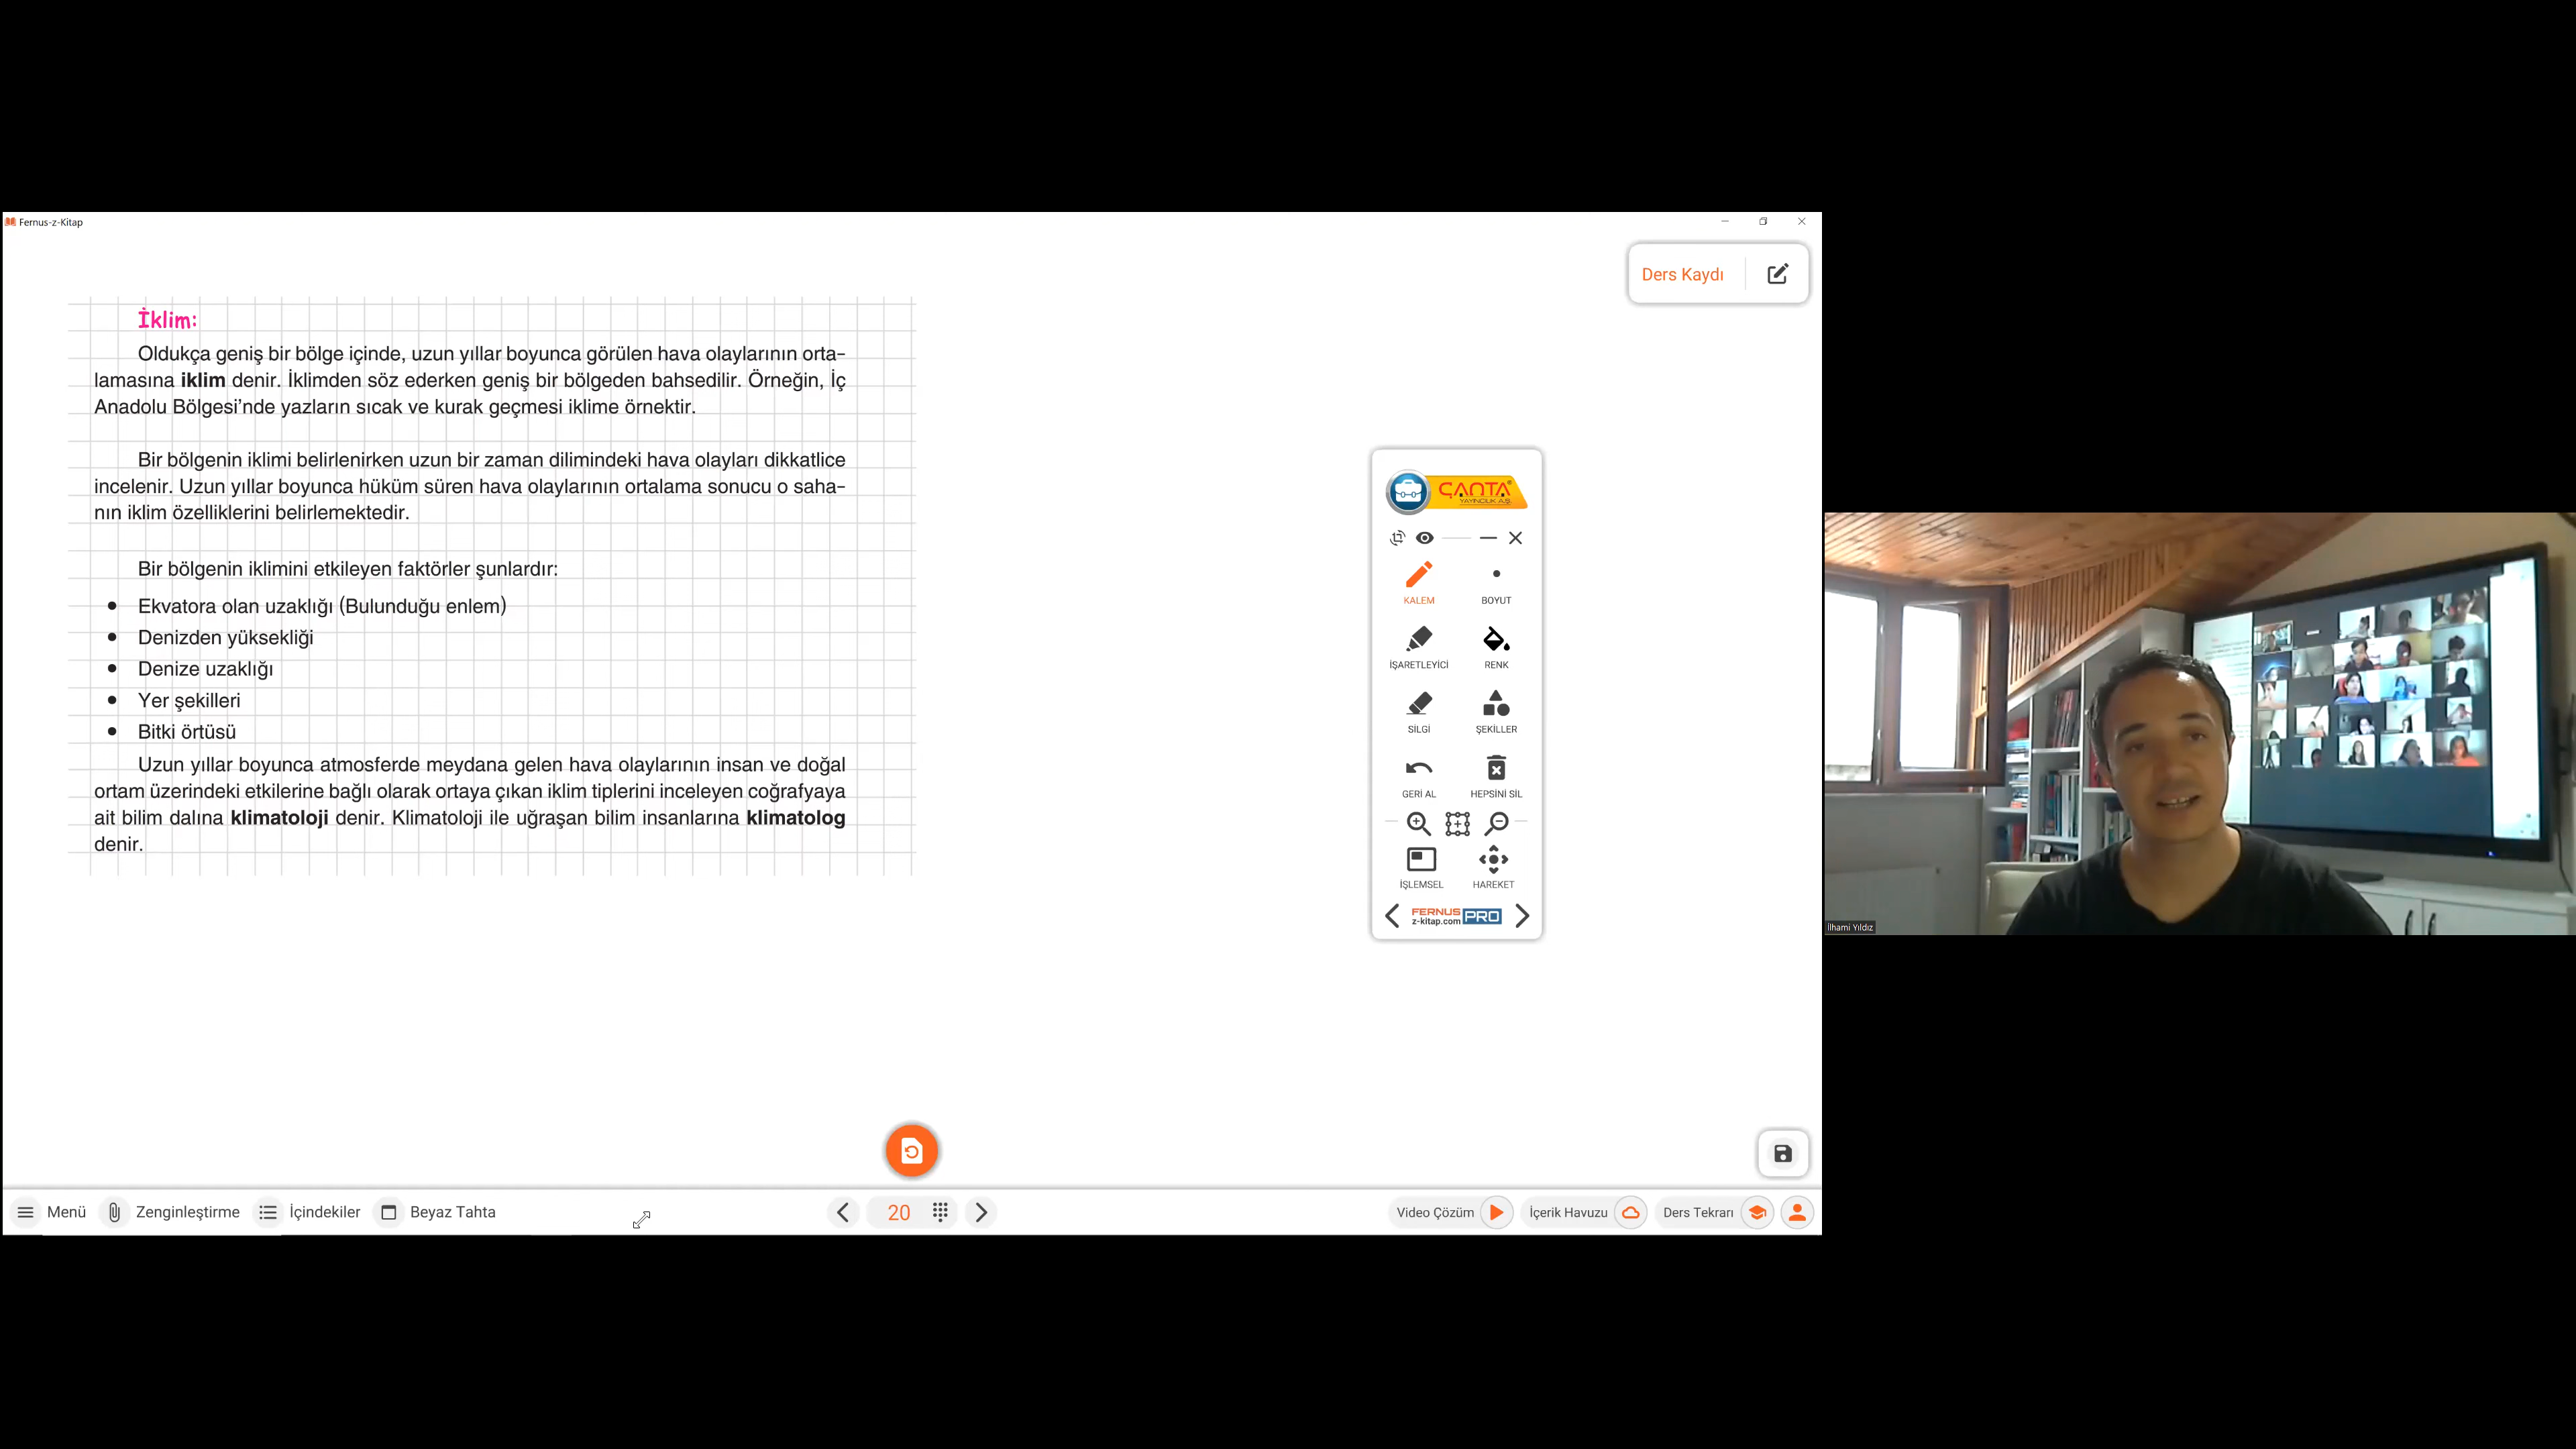 Fernus-z-Kitap
Ders Kaydı
İklim:
Oldukça geniş bir bölge içinde, uzun yıllar boyunca görülen hava olaylarının orta-
lamasına iklim denir. İklimden söz ederken geniş bir bölgeden bahsedilir. Örneğin, İç
Anadolu Bölgesi'nde yazların sıcak ve kurak geçmesi iklime örnektir.
Bir bölgenin iklimi belirlenirken uzun bir zaman dilimindeki hava olayları dikkatlice
incelenir. Uzun yıllar boyunca hüküm süren hava olaylarının ortalama sonucu o saha-
nın iklim özelliklerini belirlemektedir.
Bir bölgenin iklimini etkileyen faktörler şunlardır:
• Ekvatora olan uzaklığı (Bulunduğu enlem)
• Denizden yüksekliği
• Denize uzaklığı
• Yer şekilleri
• Bitki örtüsü
Uzun yıllar boyunca atmosferde meydana gelen hava olaylarının insan ve doğal
ortam üzerindeki etkilerine bağlı olarak ortaya çıkan iklim tiplerini inceleyen coğrafyaya
ait bilim dalına klimatoloji denir. Klimatoloji ile uğraşan bilim insanlarına klimatolog
denir.
ÇANTA
YAYINCILIK A.Ş.
KALEM BOYUT
İŞARETLEYİCİ RENK
SİLGİ ŞEKİLLER
GERİ AL HEPSİNİ SİL
İŞLEMSEL HAREKET
FERNUS
z-kitap.com PRO
İlhami Yıldız
Menü Zenginleştirme İçindekiler Beyaz Tahta 20 Video Çözüm İçerik Havuzu Ders Tekrarı